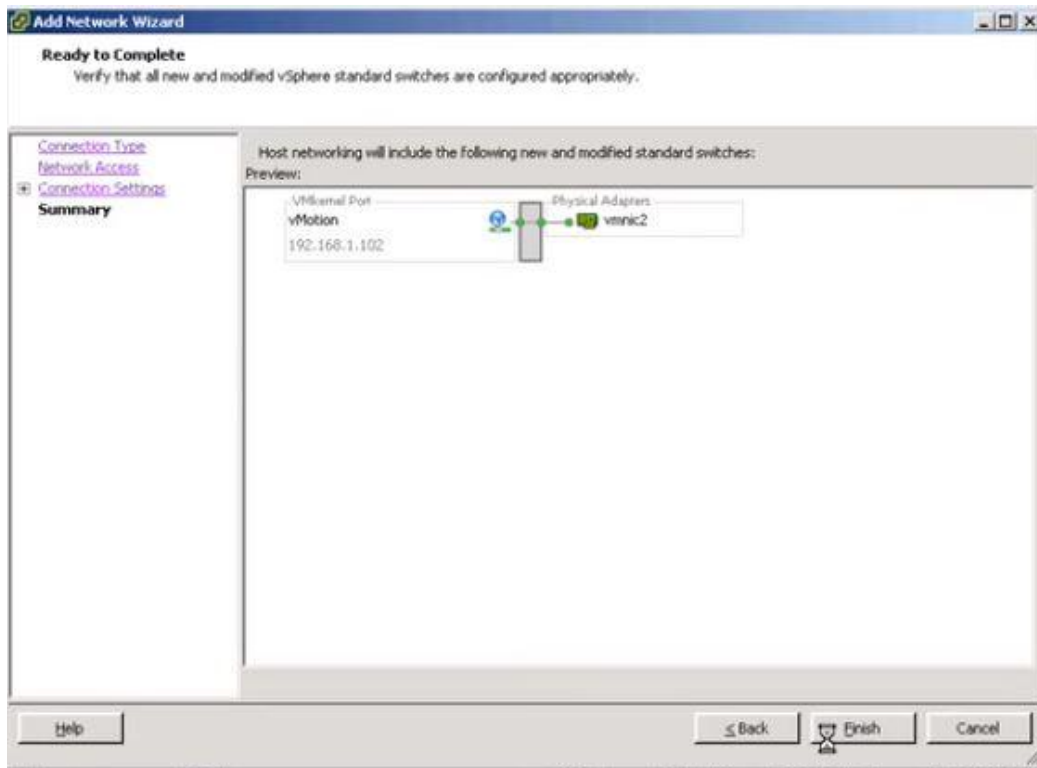 Add Network Wizard
Ready to Complete
Verify that all new and modified vSphere standard switches are configured appropriately.
Connection Type
Network Access
Connection Settings
Summary
Host networking will include the following new and modified standard switches:
Preview:
VMkernel Port
Physical Adapters
vMotion
vmnic2
192.168.1.102
Help
≤ Back
Finish
Cancel